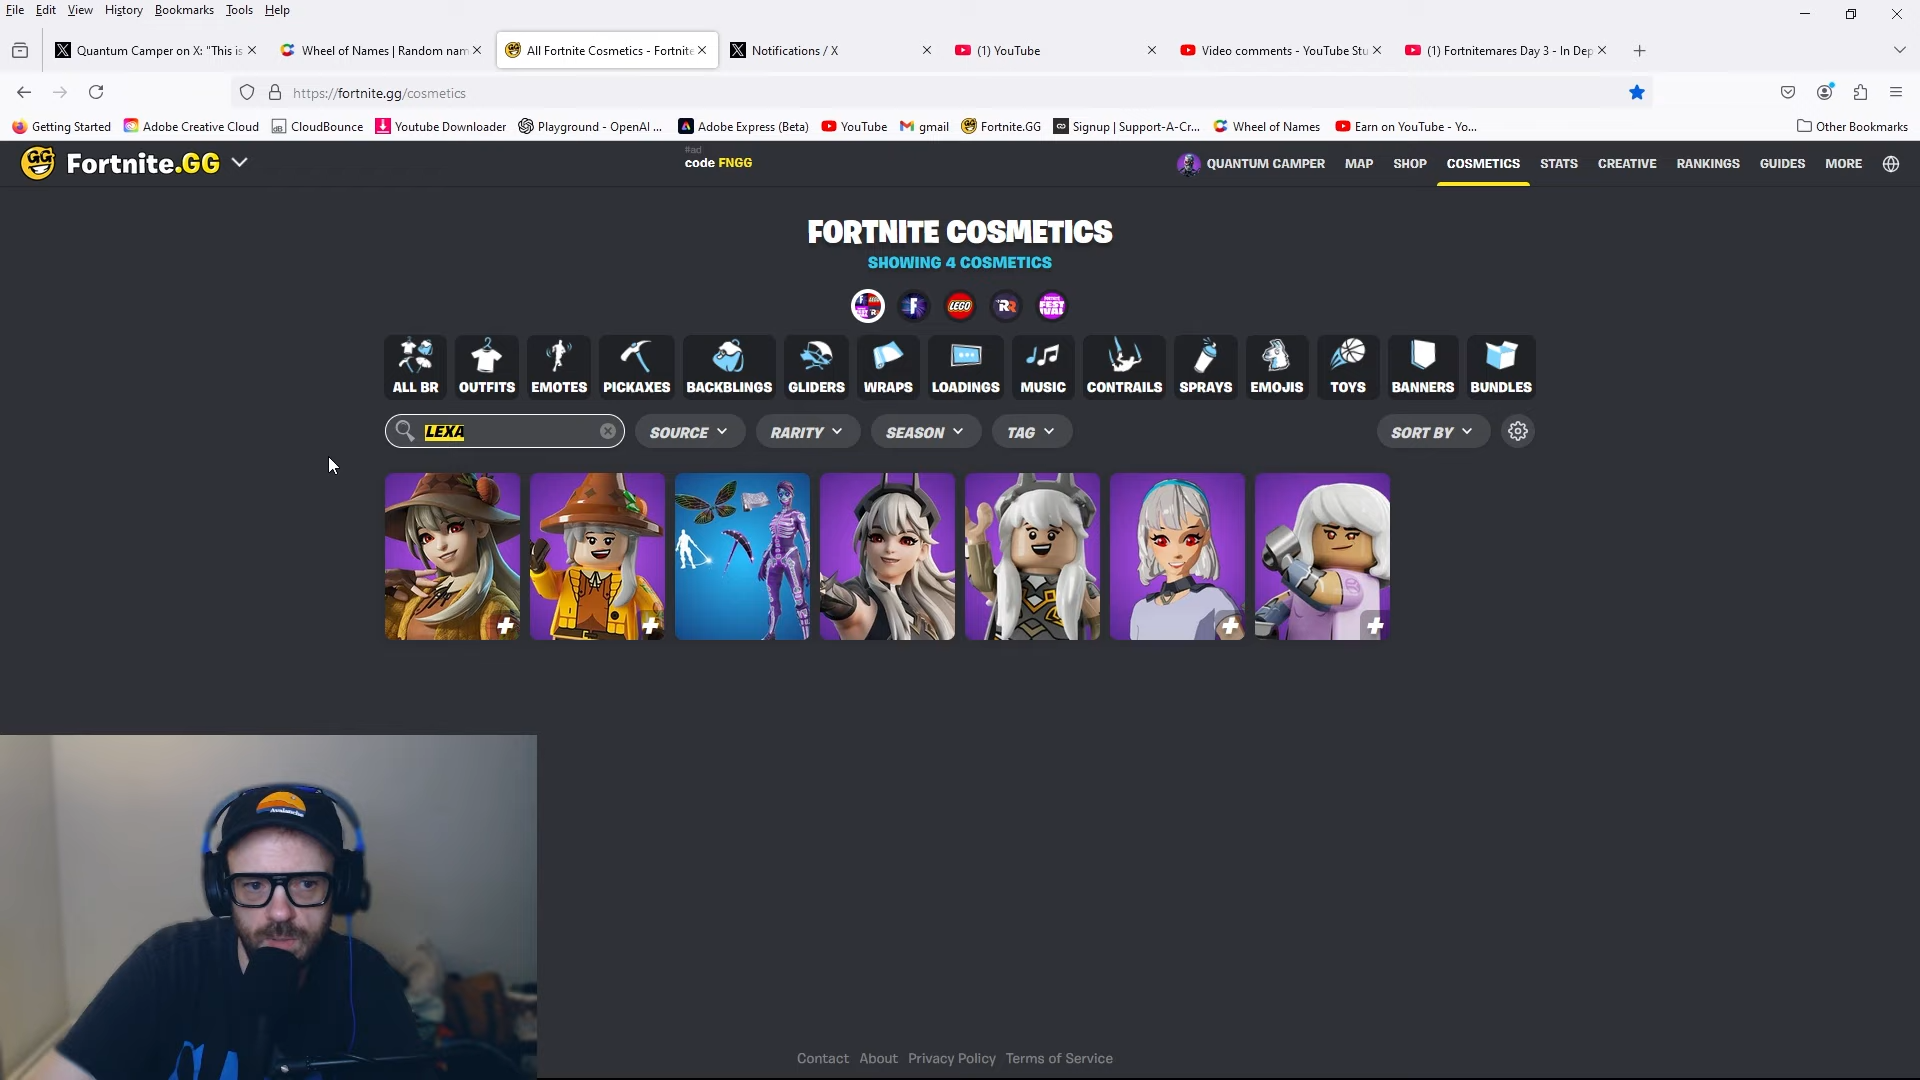 File Edit View History Bookmarks Tools Help
Quantum Camper on X: "This is
Wheel of Names | Random nam
All Fortnite Cosmetics - Fortnite
Notifications / X
(1) YouTube
Video comments - YouTube Stu
(1) Fortnitemares Day 3 - In Dep
https://fortnite.gg/cosmetics
Getting Started Adobe Creative Cloud CloudBounce Youtube Downloader Playground - OpenAI ... Adobe Express (Beta) YouTube gmail Fortnite.GG Signup | Support-A-Cr... Wheel of Names Earn on YouTube - Yo... Other Bookmarks
Fortnite.GG
#ad
code FNGG
QUANTUM CAMPER MAP SHOP COSMETICS STATS CREATIVE RANKINGS GUIDES MORE
FORTNITE COSMETICS
SHOWING 4 COSMETICS
ALL BR OUTFITS EMOTES PICKAXES BACKBLINGS GLIDERS WRAPS LOADINGS MUSIC CONTRAILS SPRAYS EMOJIS TOYS BANNERS BUNDLES
LEXA SOURCE RARITY SEASON TAG SORT BY
Avalanche
Contact About Privacy Policy Terms of Service